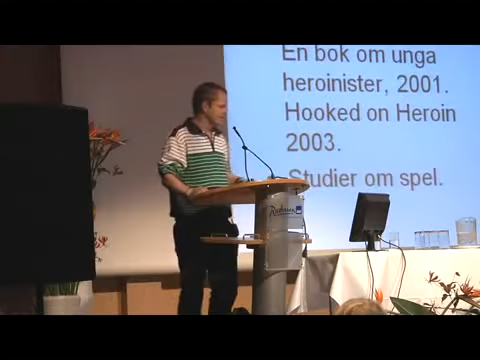 En bok om unga
heroinister, 2001.
Hooked on Heroin
2003.
Studier om spel.
Radisson